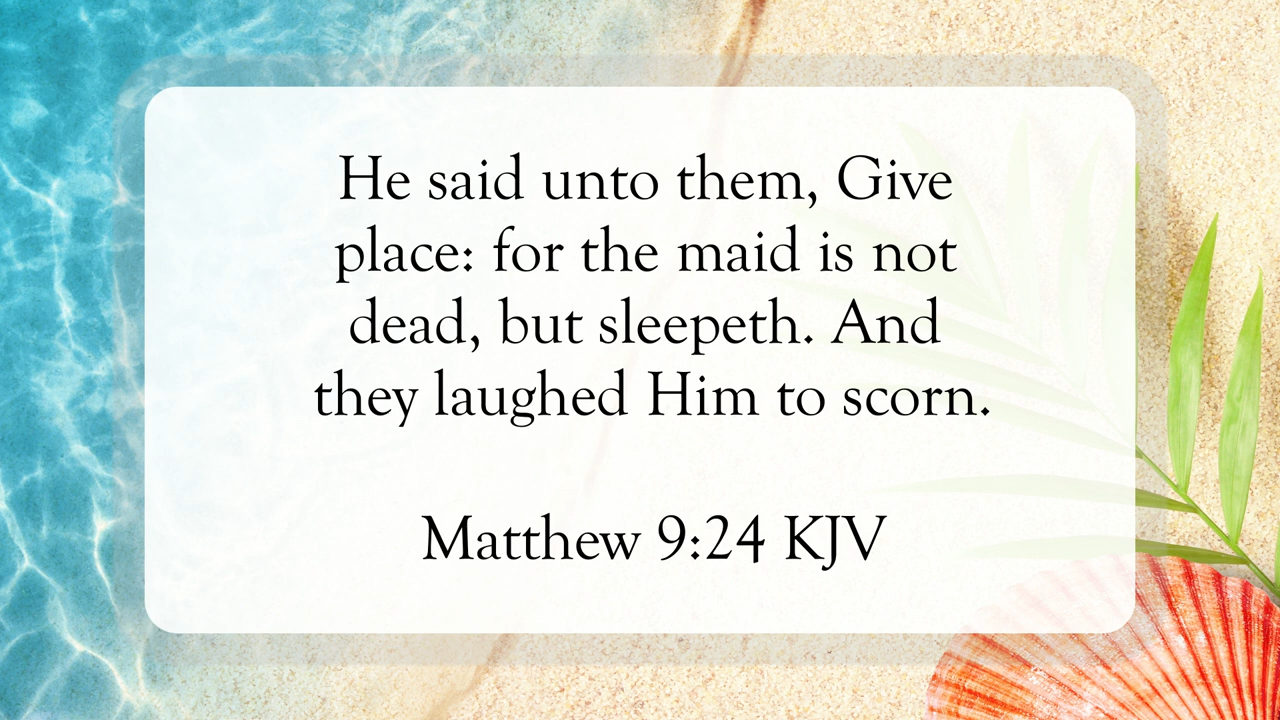 He said unto them, Give
place: for the maid is not
dead, but sleepeth. And
they laughed Him to scorn.
Matthew 9:24 KJV